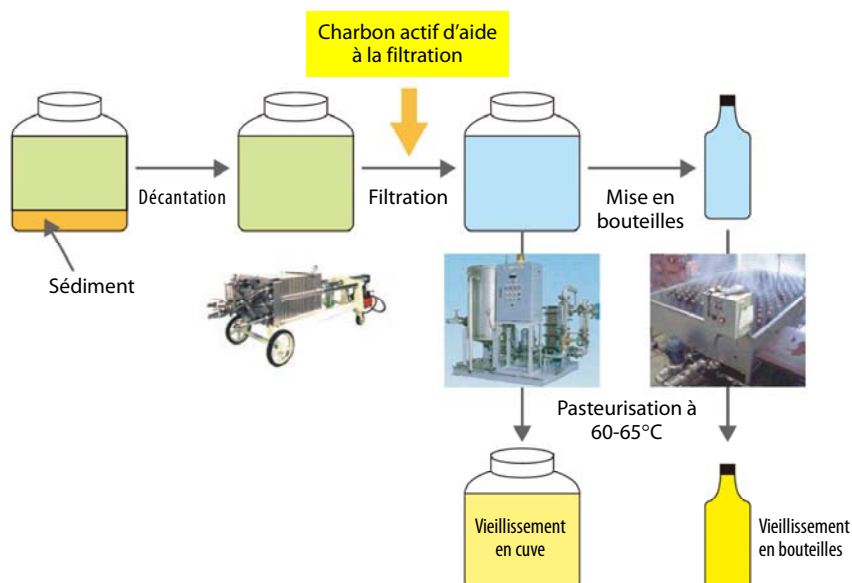 Charbon actif d’aide
à la filtration
Décantation
Filtration
Mise en
bouteilles
Sédiment
Pasteurisation à
60-65°C
Vieillissement
en cuve
Vieillissement
en bouteilles